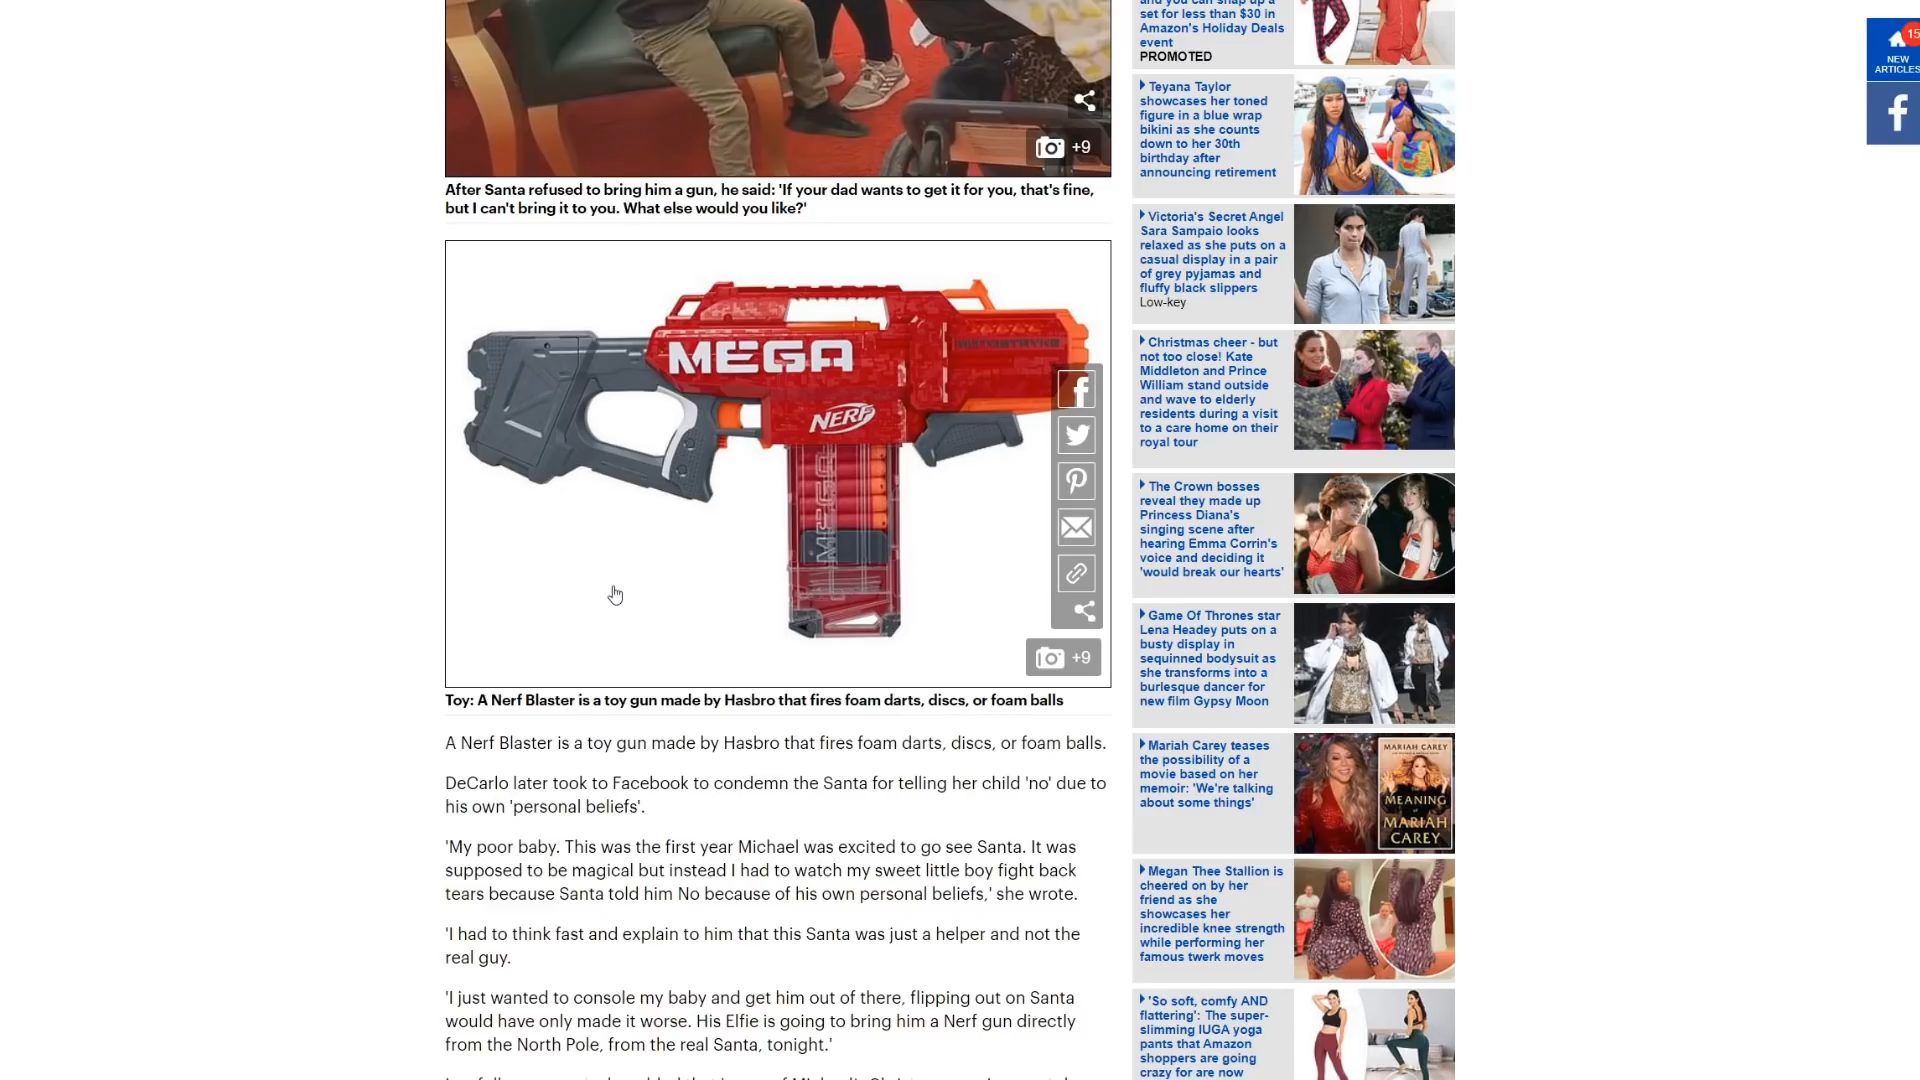 After Santa refused to bring him a gun, he said: 'If your dad wants to get it for you, that's fine,
but I can't bring it to you. What else would you like?'
+9
MEGA
NERF
MEGA
+9
Toy: A Nerf Blaster is a toy gun made by Hasbro that fires foam darts, discs, or foam balls
A Nerf Blaster is a toy gun made by Hasbro that fires foam darts, discs, or foam balls.
DeCarlo later took to Facebook to condemn the Santa for telling her child 'no' due to
his own 'personal beliefs'.
'My poor baby. This was the first year Michael was excited to go see Santa. It was
supposed to be magical but instead I had to watch my sweet little boy fight back
tears because Santa told him No because of his own personal beliefs,' she wrote.
'I had to think fast and explain to him that this Santa was just a helper and not the
real guy.
'I just wanted to console my baby and get him out of there, flipping out on Santa
would have only made it worse. His Elfie is going to bring him a Nerf gun directly
from the North Pole, from the real Santa, tonight.'
and you can snap up a
set for less than $30 in
Amazon's Holiday Deals
event
PROMOTED
Teyana Taylor
showcases her toned
figure in a blue wrap
bikini as she counts
down to her 30th
birthday after
announcing retirement
Victoria's Secret Angel
Sara Sampaio looks
relaxed as she puts on a
casual display in a pair
of grey pyjamas and
fluffy black slippers
Low-key
Christmas cheer - but
not too close! Kate
Middleton and Prince
William stand outside
and wave to elderly
residents during a visit
to a care home on their
royal tour
The Crown bosses
reveal they made up
Princess Diana's
singing scene after
hearing Emma Corrin's
voice and deciding it
'would break our hearts'
Game Of Thrones star
Lena Headey puts on a
busty display in
sequinned bodysuit as
she transforms into a
burlesque dancer for
new film Gypsy Moon
Mariah Carey teases
the possibility of a
movie based on her
memoir: 'We're talking
about some things'
MARIAH CAREY
MEANING
MARIAH
CAREY
Megan Thee Stallion is
cheered on by her
friend as she
showcases her
incredible knee strength
while performing her
famous twerk moves
'So soft, comfy AND
flattering': The super-
slimming IUGA yoga
pants that Amazon
shoppers are going
crazy for are now
15
NEW
ARTICLES